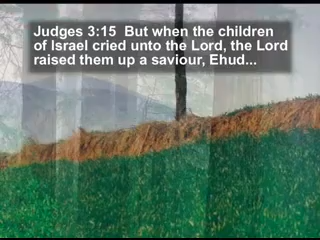 Judges 3:15  But when the children
of Israel cried unto the Lord, the Lord
raised them up a saviour, Ehud...